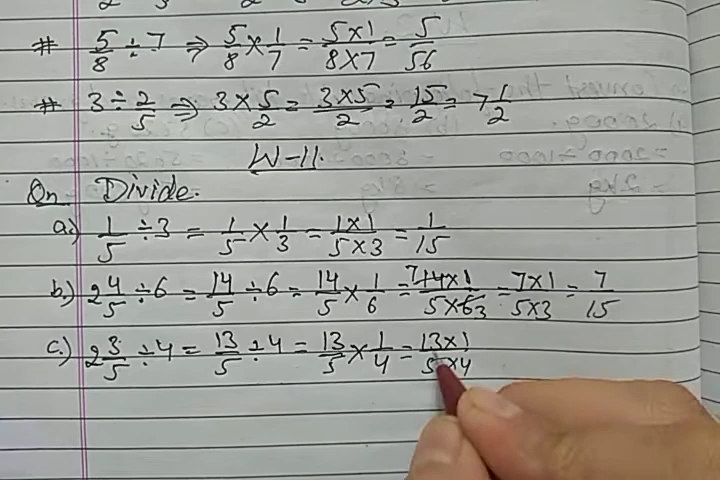 # 5/8 ÷ 7 ⇒ 5/8 × 1/7 = 5×1/8×7 = 5/56
# 3 ÷ 2/5 ⇒ 3 × 5/2 = 3×5/2 = 15/2 = 7 1/2
W-11.
Qn Divide.
a.) 1/5 ÷ 3 = 1/5 × 1/3 = 1×1/5×3 = 1/15
b.) 2 4/5 ÷ 6 = 14/5 ÷ 6 = 14/5 × 1/6 = 7 14×1/5×6 3 = 7×1/5×3 = 7/15
c.) 2 3/5 ÷ 4 = 13/5 ÷ 4 = 13/5 × 1/4 = 13×1/5×4